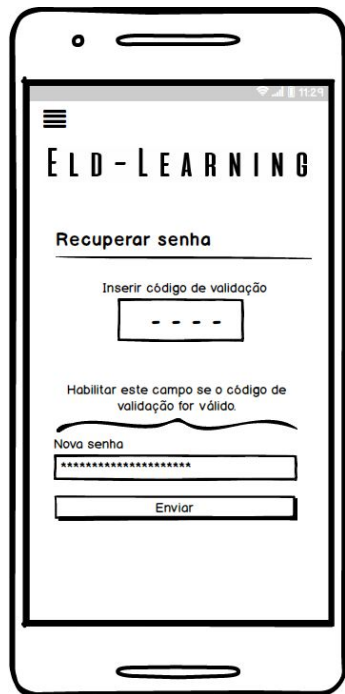 11:29
ELD-LEARNING
Recuperar senha
Inserir código de validação
- - - -
Habilitar este campo se o código de
validação for válido.
Nova senha
*********************
Enviar